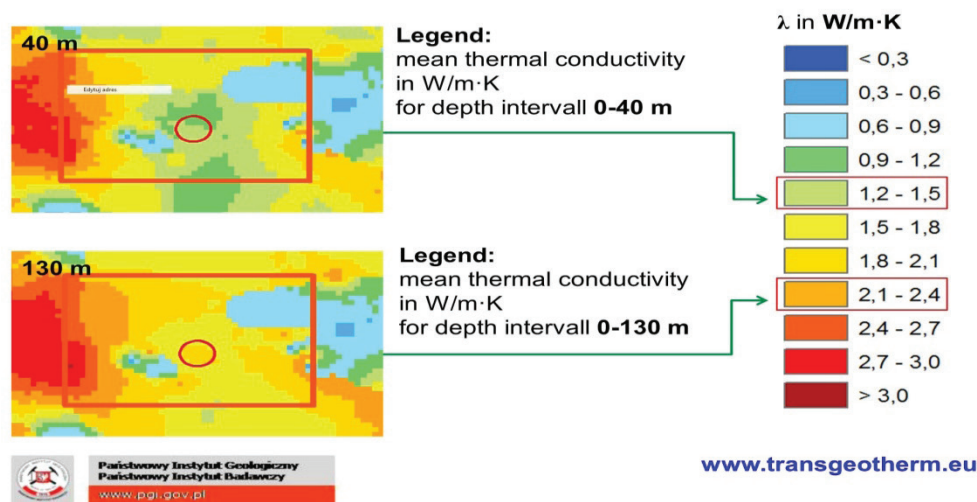 40 m
Edytuj adres
Legend:
mean thermal conductivity
in W/m·K
for depth intervall 0-40 m
130 m
Legend:
mean thermal conductivity
in W/m·K
for depth intervall 0-130 m
λ in W/m·K
< 0,3
0,3 - 0,6
0,6 - 0,9
0,9 - 1,2
1,2 - 1,5
1,5 - 1,8
1,8 - 2,1
2,1 - 2,4
2,4 - 2,7
2,7 - 3,0
> 3,0
Państwowy Instytut Geologiczny
Państwowy Instytut Badawczy
www.pgi.gov.pl
www.transgeotherm.eu